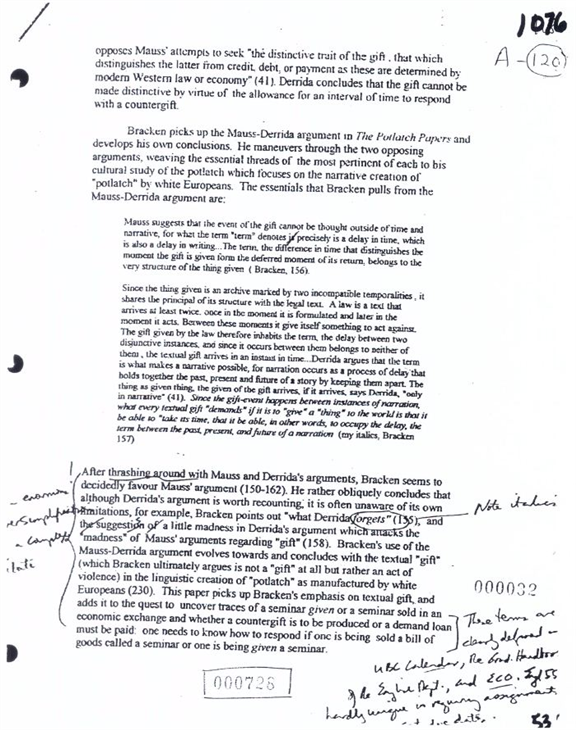 1076
A-(120)
opposes Mauss' attempts to seek "the distinctive trait of the gift , that which
distinguishes the latter from credit, debt, or payment as these are determined by
modern Western law or economy" (41). Derrida concludes that the gift cannot be
made distinctive by virtue of the allowance for an interval of time to respond
with a countergift.
Bracken picks up the Mauss-Derrida argument in The Potlatch Papers and
develops his own conclusions. He maneuvers through the two opposing
arguments, weaving the essential threads of the most pertinent of each to his
cultural study of the potlatch which focuses on the narrative creation of
"potlatch" by white Europeans. The essentials that Bracken pulls from the
Mauss-Derrida argument are:
Mauss suggests that the event of the gift cannot be thought outside of time and
narrative, for what the term "term" denotes is precisely is a delay in time, which
is also a delay in writing...The term, the difference in time that distinguishes the
moment the gift is given form the deferred moment of its return, belongs to the
very structure of the thing given ( Bracken, 156).
Since the thing given is an archive marked by two incompatible temporalities , it
shares the principal of its structure with the legal text. A law is a text that
arrives at least twice. once in the moment it is formulated and later in the
moment it acts. Between these moments it give itself something to act against.
The gift given by the law therefore inhabits the term, the delay between two
disjunctive instances, and since it occurs between them belongs to neither of
them , the textual gift arrives in an instant in time...Derrida argues that the term
is what makes a narrative possible, for narration occurs as a process of delay that
holds together the past, present and future of a story by keeping them apart. The
thing as given thing, the given of the gift arrives, if it arrives, says Derrida, "only
in narrative" (41). Since the gift-event happens between instances of narration,
what every textual gift "demands" if it is to "give" a "thing" to the world is that it
be able to "take its time, that it be able, in other words, to occupy the delay, the
term between the past, present, and future of a narration (my italics, Bracken
157)
After thrashing around with Mauss and Derrida's arguments, Bracken seems to
decidedly favour Mauss' argument (150-162). He rather obliquely concludes that
although Derrida's argument is worth recounting, it is often unaware of its own
limitations, for example, Bracken points out "what Derrida forgets" (155); and
the suggestion of a little madness in Derrida's argument which attacks the
"madness" of Mauss' arguments regarding "gift" (158). Bracken's use of the
Mauss-Derrida argument evolves towards and concludes with the textual "gift"
(which Bracken ultimately argues is not a "gift" at all but rather an act of
violence) in the linguistic creation of "potlatch" as manufactured by white
Europeans (230). This paper picks up Bracken's emphasis on textual gift, and
adds it to the quest to uncover traces of a seminar given or a seminar sold in an
economic exchange and whether a countergift is to be produced or a demand loan
must be paid: one needs to know how to respond if one is being sold a bill of
goods called a seminar or one is being given a seminar.
Note italics
000032
These terms are
clearly defined –
UBC Calendar, the Grad. Handbook
of the Dept., and
hardly unique in requiring assignments
000728
53